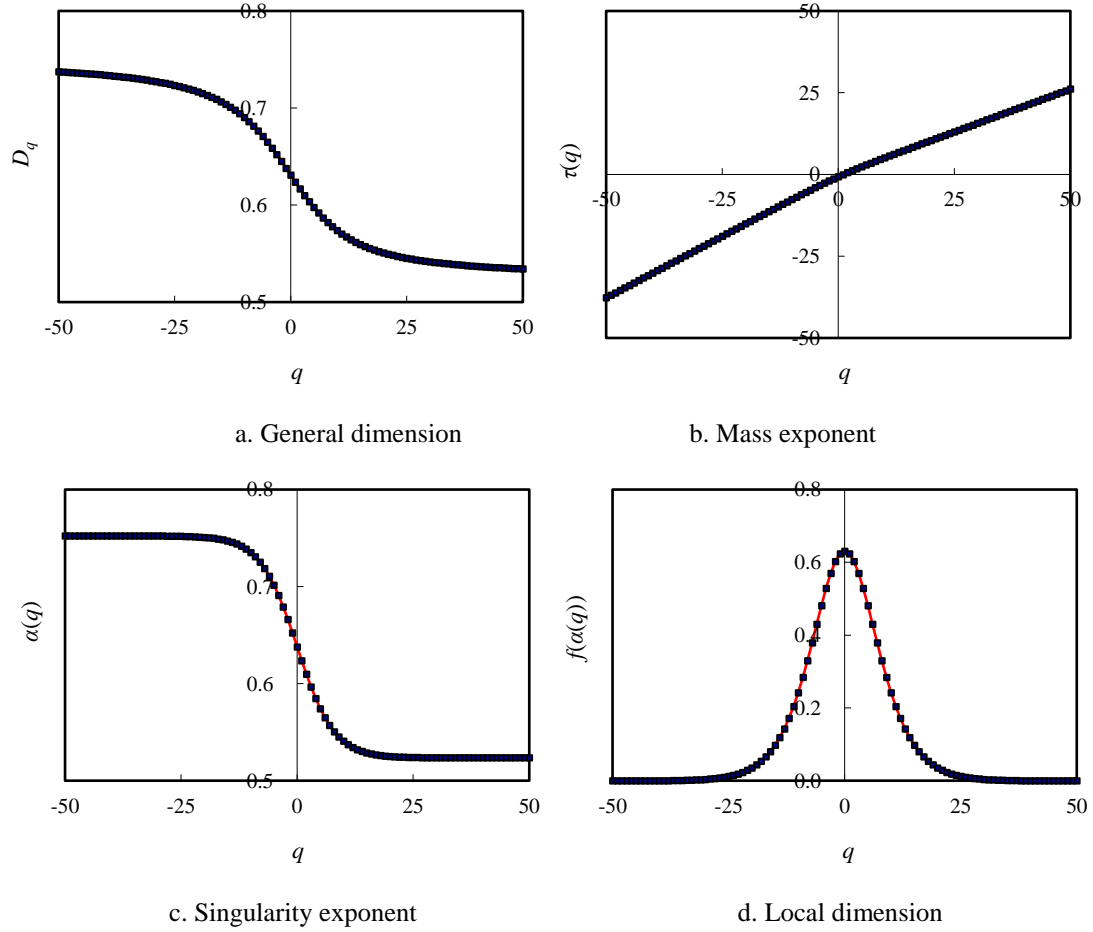 0.8
0.7
0.6
0.5
D_q
-50 -25 0 25 50
q
a. General dimension
50
25
0
-25
-50
τ(q)
-50 -25 0 25 50
q
b. Mass exponent
0.8
0.7
0.6
0.5
α(q)
-50 -25 0 25 50
q
c. Singularity exponent
0.8
0.6
0.4
0.2
0.0
f(α(q))
-50 -25 0 25 50
q
d. Local dimension